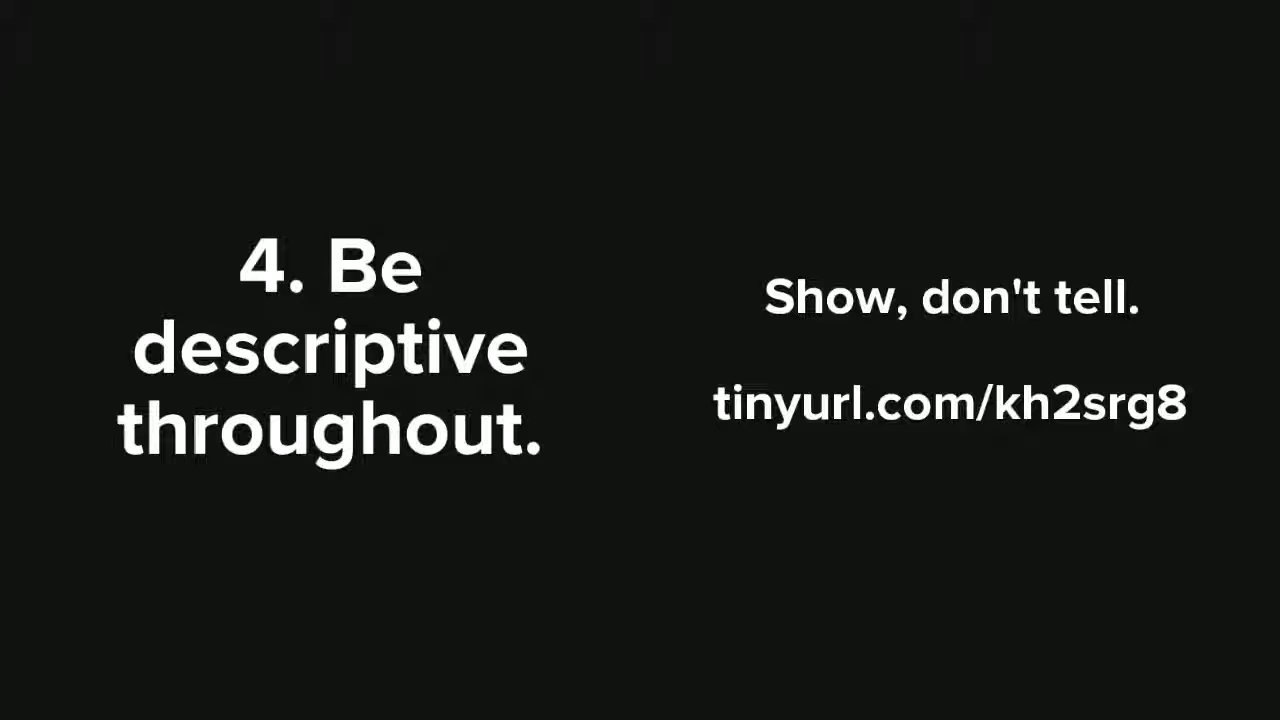 4. Be
descriptive
throughout.
Show, don't tell.
tinyurl.com/kh2srg8